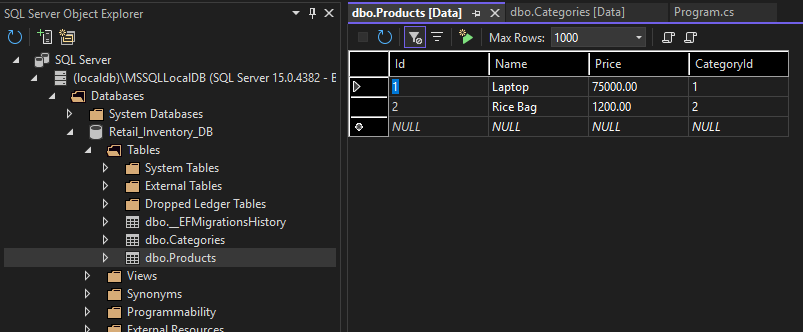 SQL Server Object Explorer
SQL Server
(localdb)\MSSQLLocalDB (SQL Server 15.0.4382 - E
Databases
System Databases
Retail_Inventory_DB
Tables
System Tables
External Tables
Dropped Ledger Tables
dbo.__EFMigrationsHistory
dbo.Categories
dbo.Products
Views
Synonyms
Programmability
External Resources
dbo.Products [Data] dbo.Categories [Data] Program.cs
Max Rows: 1000
Id Name Price CategoryId
1 Laptop 75000.00 1
2 Rice Bag 1200.00 2
NULL NULL NULL NULL